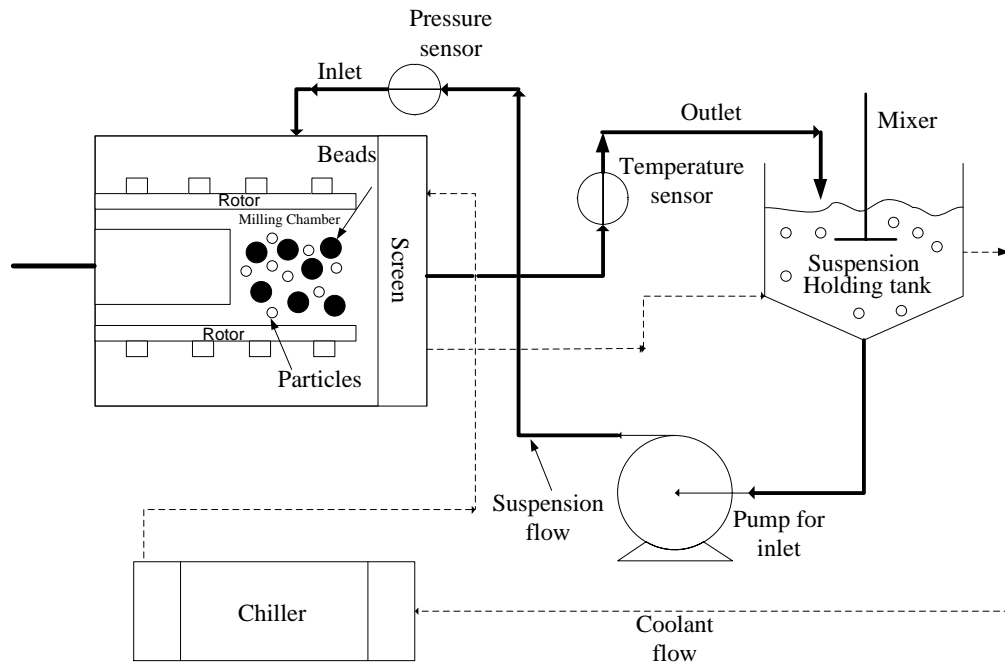 Pressure
sensor
Inlet
Outlet
Mixer
Beads
Temperature
sensor
Rotor
Milling Chamber
Screen
Suspension
Holding tank
Rotor
Particles
Suspension
flow
Pump for
inlet
Chiller
Coolant
flow